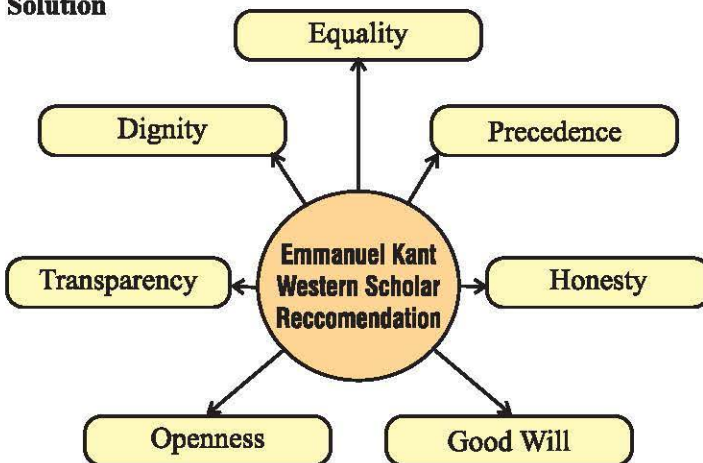 Solution
Equality
Dignity
Precedence
Emmanuel Kant
Western Scholar
Reccomendation
Transparency
Honesty
Openness
Good Will